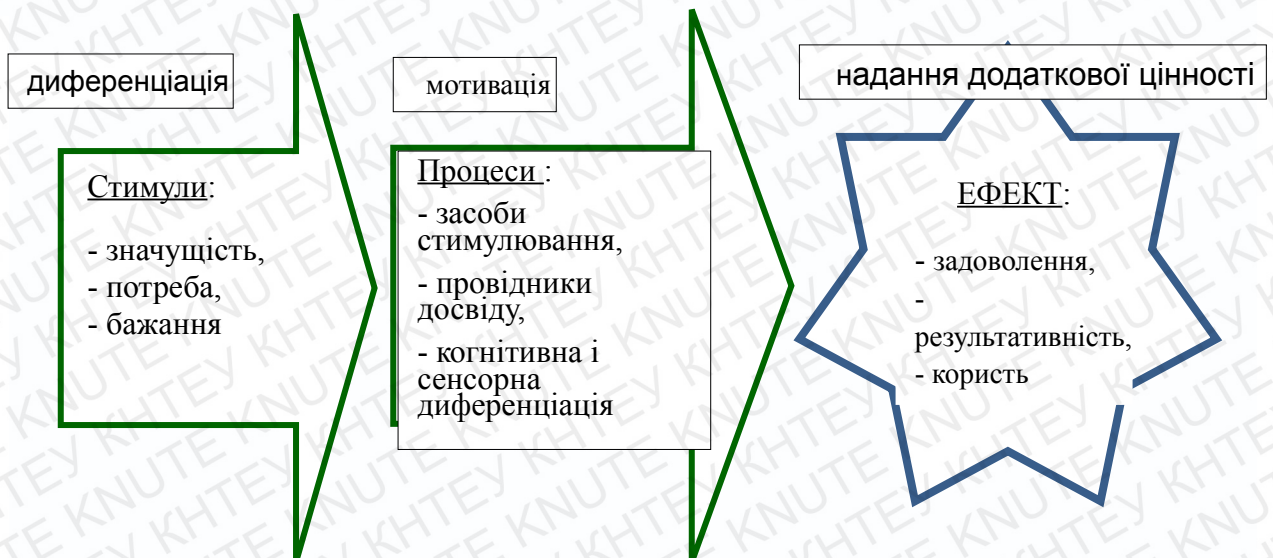 диференціація
Стимули:
- значущість,
- потреба,
- бажання
мотивація
Процеси :
- засоби
стимулювання,
- провідники
досвіду,
- когнітивна і
сенсорна
диференціація
надання додаткової цінності
ЕФЕКТ:
- задоволення,
-
результативність,
- користь